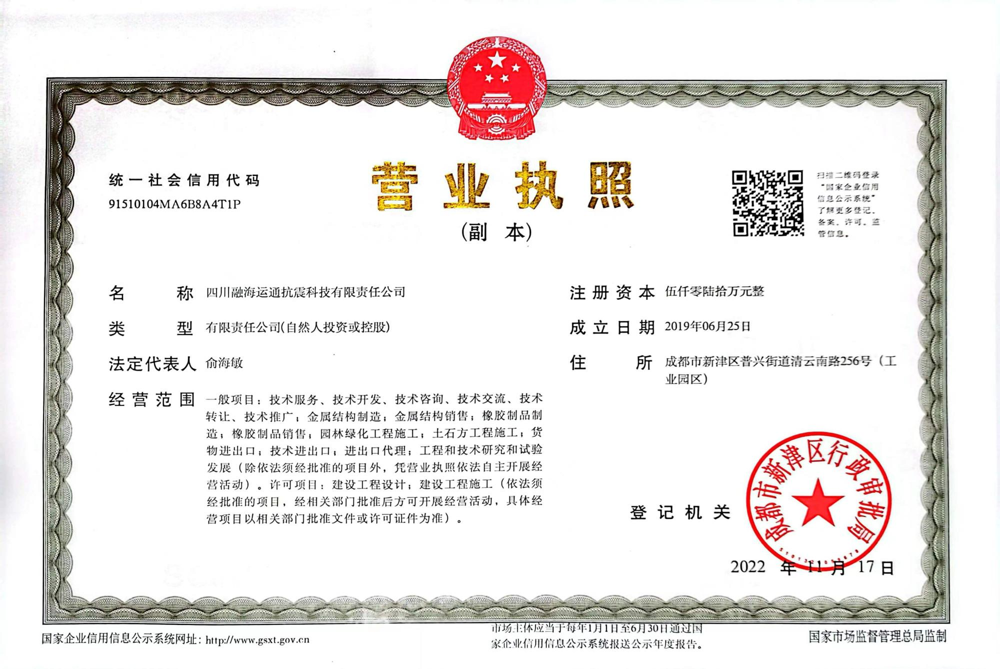 统一社会信用代码
91510104MA6B8A4T1P
营业执照
(副 本)
扫描二维码登录
“国家企业信用
信息公示系统”
了解更多登记、
备案、许可、监
管信息。
名 称 四川融海运通抗震科技有限责任公司
类 型 有限责任公司(自然人投资或控股)
法定代表人 俞海敏
经营范围 一般项目：技术服务、技术开发、技术咨询、技术交流、技术
转让、技术推广；金属结构制造；金属结构销售；橡胶制品制
造；橡胶制品销售；园林绿化工程施工；土石方工程施工；货
物进出口；技术进出口；进出口代理；工程和技术研究和试验
发展（除依法须经批准的项目外，凭营业执照依法自主开展经
营活动）。许可项目：建设工程设计；建设工程施工（依法须
经批准的项目，经相关部门批准后方可开展经营活动，具体经
营项目以相关部门批准文件或许可证件为准）。
注册资本 伍仟零陆拾万元整
成立日期 2019年06月25日
住 所 成都市新津区普兴街道清云南路256号（工
业园区）
登记机关
成都市新津区行政审批局
2022 年 11 月 17 日
国家企业信用信息公示系统网址：http://www.gsxt.gov.cn
市场主体应当于每年1月1日至6月30日通过国
家企业信用信息公示系统报送公示年度报告。
国家市场监督管理总局监制